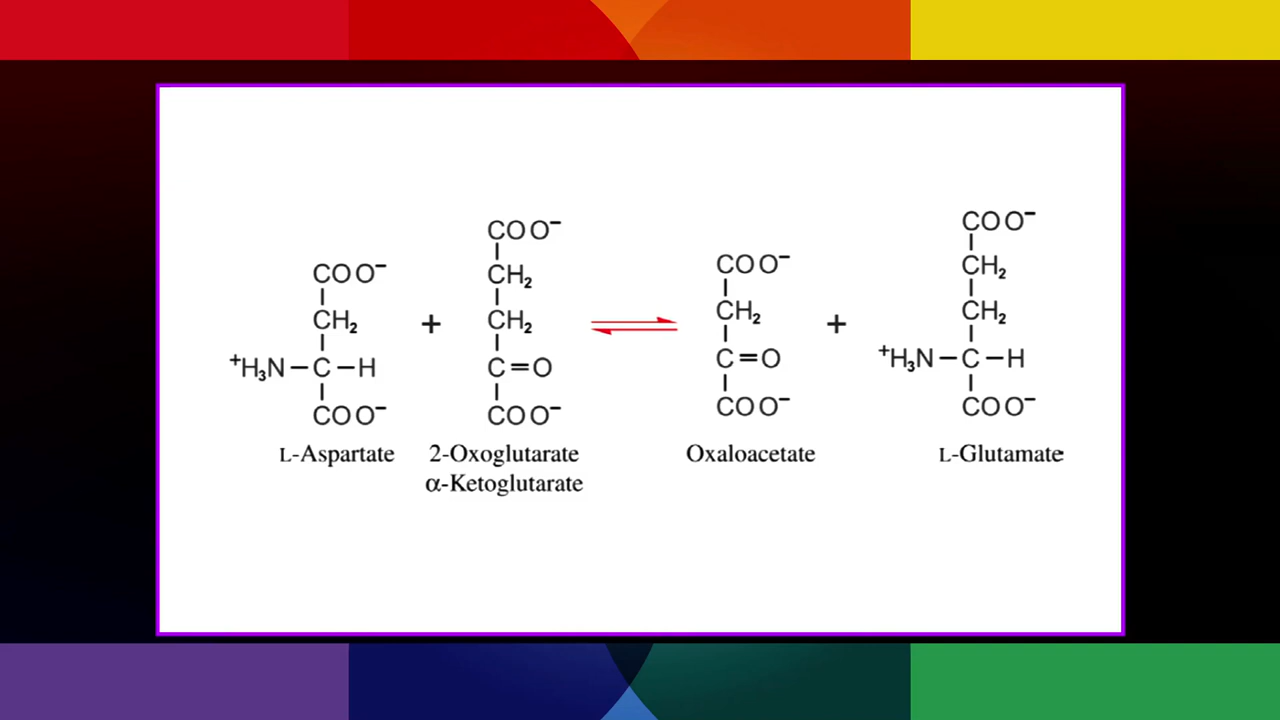 COO⁻
|
CH₂
|
⁺H₃N–C–H
|
COO⁻
L-Aspartate
+
COO⁻
|
CH₂
|
CH₂
|
C=O
|
COO⁻
2-Oxoglutarate
α-Ketoglutarate
⇌
COO⁻
|
CH₂
|
C=O
|
COO⁻
Oxaloacetate
+
COO⁻
|
CH₂
|
CH₂
|
⁺H₃N–C–H
|
COO⁻
L-Glutamate